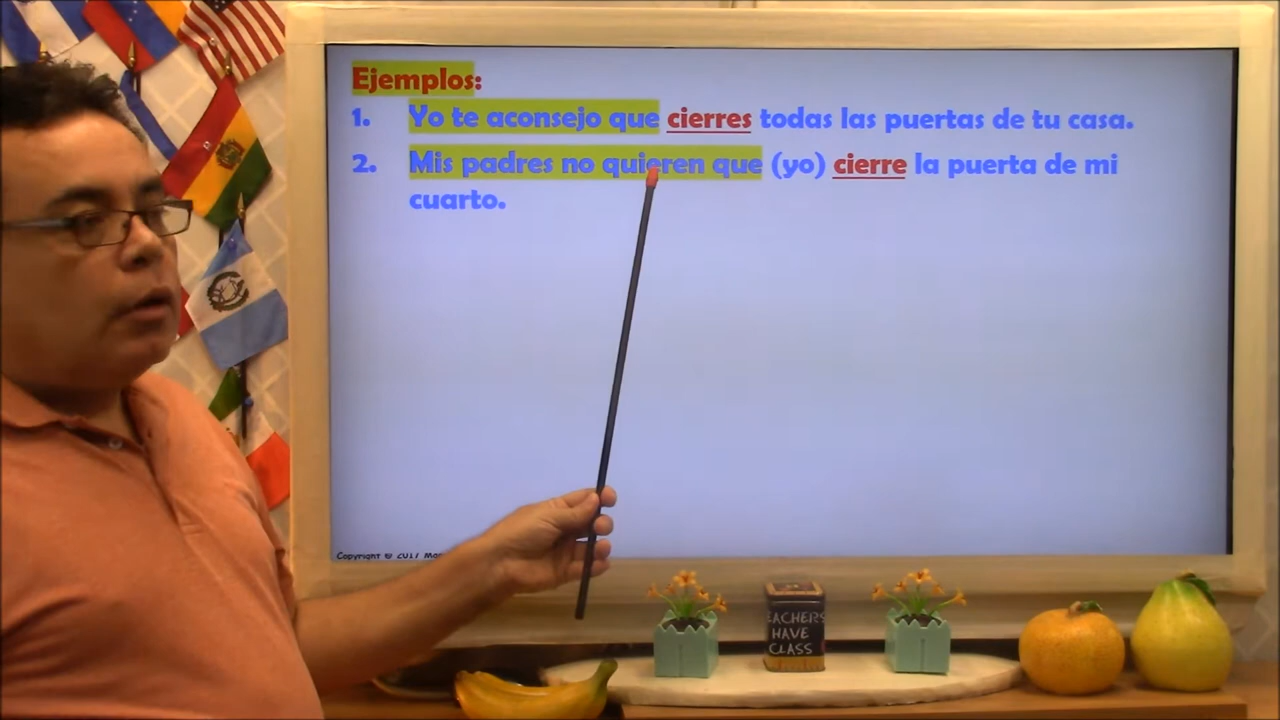 Ejemplos:
1. Yo te aconsejo que cierres todas las puertas de tu casa.
2. Mis padres no quieren que (yo) cierre la puerta de mi
cuarto.
Copyright © 2017
TEACHERS
HAVE
CLASS